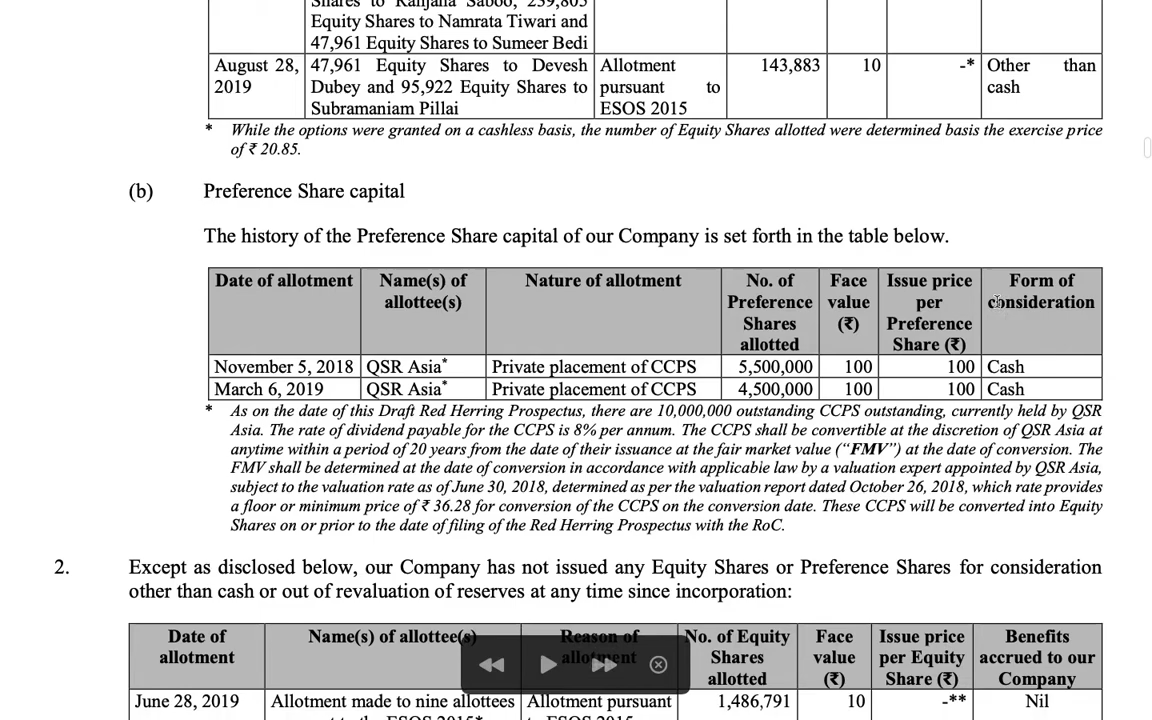 Shares to Ranjana Saboo, 239,805
Equity Shares to Namrata Tiwari and
47,961 Equity Shares to Sumeer Bedi
August 28, 2019 47,961 Equity Shares to Devesh Dubey and 95,922 Equity Shares to Subramaniam Pillai Allotment pursuant to ESOS 2015 143,883 10 -* Other than cash
* While the options were granted on a cashless basis, the number of Equity Shares allotted were determined basis the exercise price
of ₹ 20.85.
(b) Preference Share capital
The history of the Preference Share capital of our Company is set forth in the table below.
Date of allotment Name(s) of allottee(s) Nature of allotment No. of Preference Shares allotted Face value (₹) Issue price per Preference Share (₹) Form of consideration
November 5, 2018 QSR Asia* Private placement of CCPS 5,500,000 100 100 Cash
March 6, 2019 QSR Asia* Private placement of CCPS 4,500,000 100 100 Cash
* As on the date of this Draft Red Herring Prospectus, there are 10,000,000 outstanding CCPS outstanding, currently held by QSR
Asia. The rate of dividend payable for the CCPS is 8% per annum. The CCPS shall be convertible at the discretion of QSR Asia at
anytime within a period of 20 years from the date of their issuance at the fair market value (“FMV”) at the date of conversion. The
FMV shall be determined at the date of conversion in accordance with applicable law by a valuation expert appointed by QSR Asia,
subject to the valuation rate as of June 30, 2018, determined as per the valuation report dated October 26, 2018, which rate provides
a floor or minimum price of ₹ 36.28 for conversion of the CCPS on the conversion date. These CCPS will be converted into Equity
Shares on or prior to the date of filing of the Red Herring Prospectus with the RoC.
2. Except as disclosed below, our Company has not issued any Equity Shares or Preference Shares for consideration
other than cash or out of revaluation of reserves at any time since incorporation:
Date of allotment Name(s) of allottee(s) Reason of allotment No. of Equity Shares allotted Face value (₹) Issue price per Equity Share (₹) Benefits accrued to our Company
June 28, 2019 Allotment made to nine allottees Allotment pursuant 1,486,791 10 -** Nil